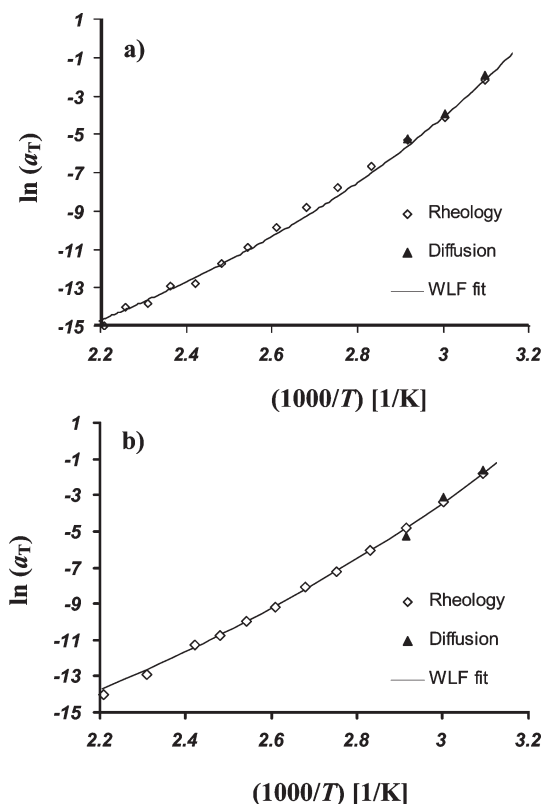 1
a)
-1
-3
-5
-7
-9
-11
-13
-15
ln (aT)
Rheology
Diffusion
WLF fit
2.2 2.4 2.6 2.8 3 3.2
(1000/T) [1/K]
1
b)
-1
-3
-5
-7
-9
-11
-13
-15
ln (aT)
Rheology
Diffusion
WLF fit
2.2 2.4 2.6 2.8 3 3.2
(1000/T) [1/K]